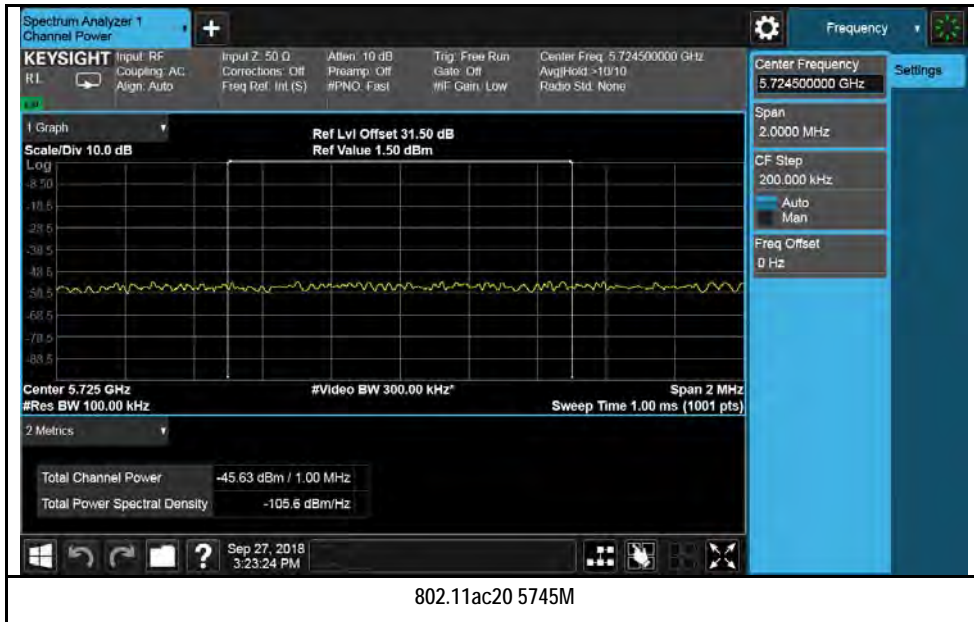 Spectrum Analyzer 1
Channel Power
+
Frequency
KEYSIGHT
RL
Input: RF
Coupling: AC
Align: Auto
Input Z: 50 Ω
Corrections: Off
Freq Ref: Int (S)
Atten: 10 dB
Preamp: Off
#PNO: Fast
Trig: Free Run
Gate: Off
#IF Gain: Low
Center Freq: 5.724500000 GHz
Avg|Hold: >10/10
Radio Std: None
Center Frequency
5.724500000 GHz
Settings
Span
2.0000 MHz
CF Step
200.000 kHz
Auto
Man
Freq Offset
0 Hz
1 Graph
Scale/Div 10.0 dB
Ref Lvl Offset 31.50 dB
Ref Value 1.50 dBm
Log
-8.50
-18.5
-28.5
-38.5
-48.5
-58.5
-68.5
-78.5
-88.5
Center 5.725 GHz
#Video BW 300.00 kHz*
Span 2 MHz
#Res BW 100.00 kHz
Sweep Time 1.00 ms (1001 pts)
2 Metrics
Total Channel Power
-45.63 dBm / 1.00 MHz
Total Power Spectral Density
-105.6 dBm/Hz
?
Sep 27, 2018
3:23:24 PM
802.11ac20 5745M